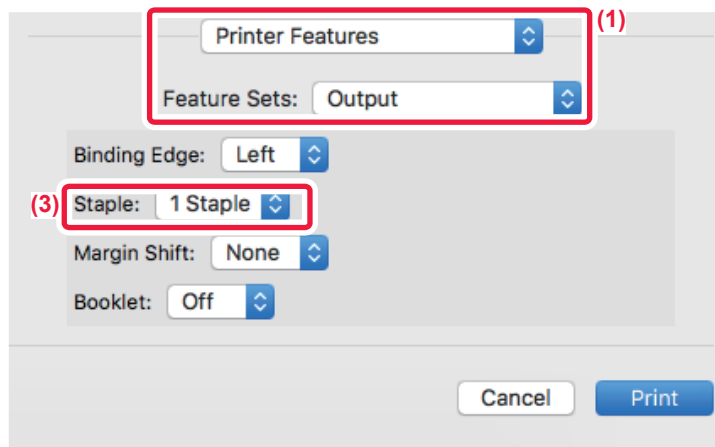 Printer Features (1)
Feature Sets: Output
Binding Edge: Left
(3) Staple: 1 Staple
Margin Shift: None
Booklet: Off
Cancel Print